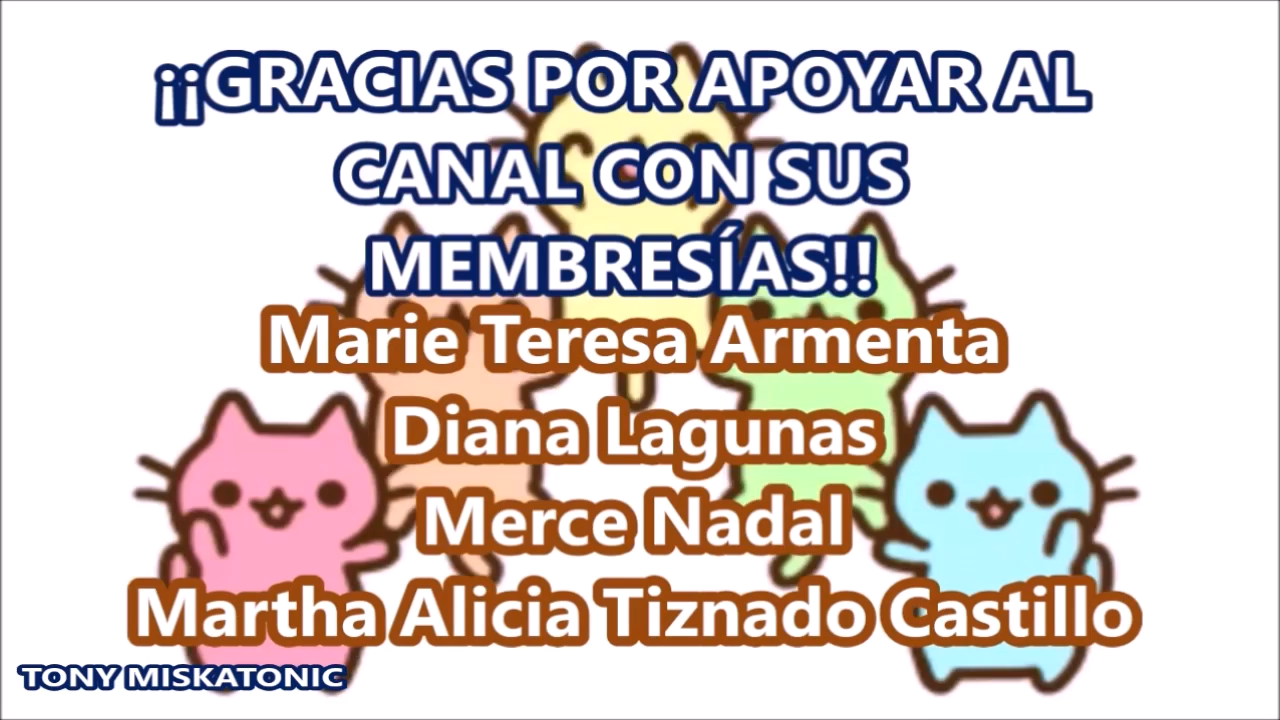 ¡¡GRACIAS POR APOYAR AL
CANAL CON SUS
MEMBRESÍAS!!
Marie Teresa Armenta
Diana Lagunas
Merce Nadal
Martha Alicia Tiznado Castillo
TONY MISKATONIC